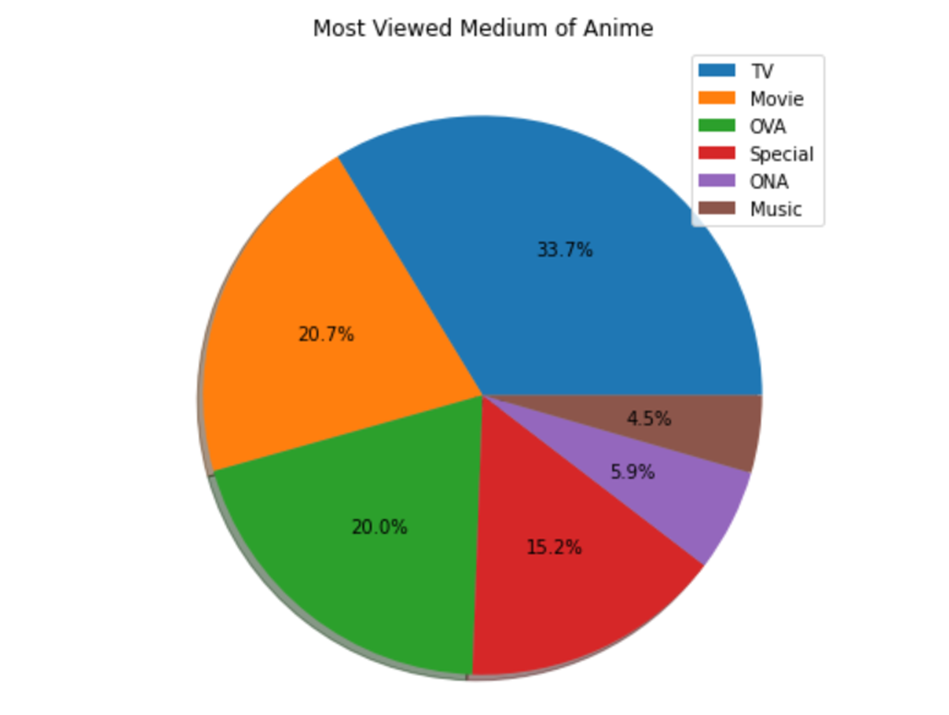 Most Viewed Medium of Anime
TV
Movie
OVA
Special
ONA
Music
33.7%
20.7%
4.5%
5.9%
20.0%
15.2%